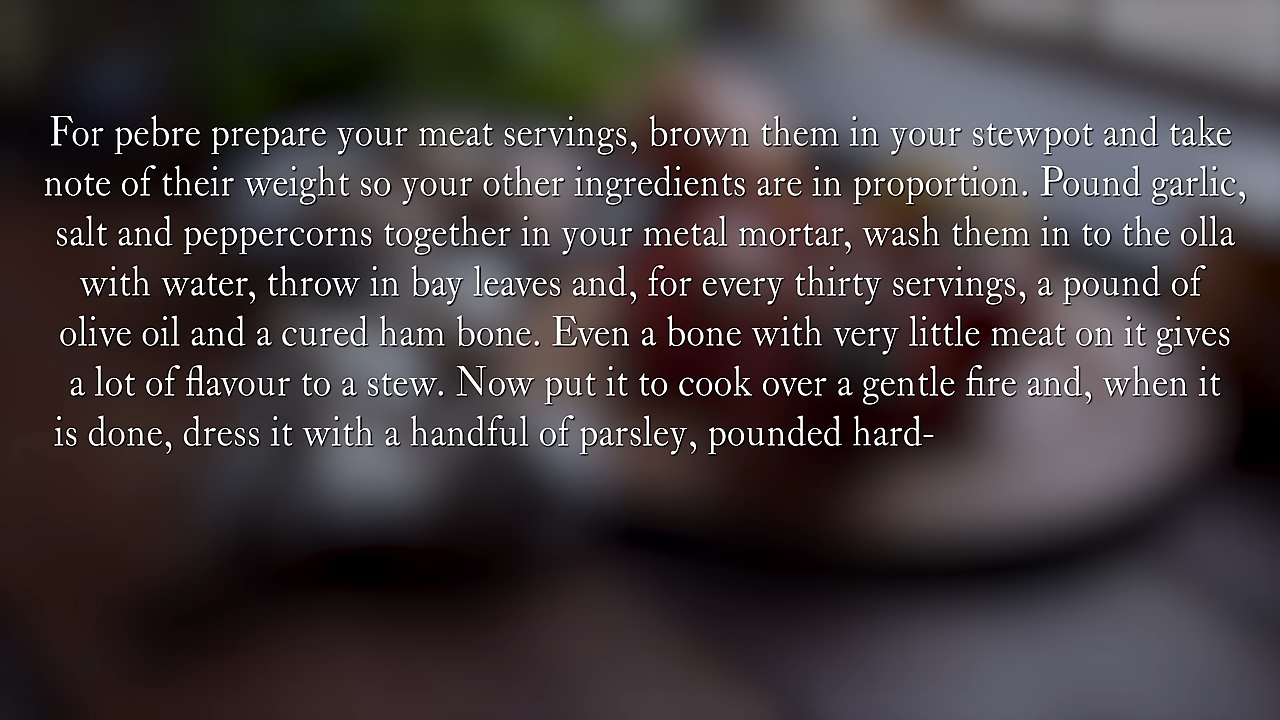 For pebre prepare your meat servings, brown them in your stewpot and take
note of their weight so your other ingredients are in proportion. Pound garlic,
salt and peppercorns together in your metal mortar, wash them in to the olla
with water, throw in bay leaves and, for every thirty servings, a pound of
olive oil and a cured ham bone. Even a bone with very little meat on it gives
a lot of flavour to a stew. Now put it to cook over a gentle fire and, when it
is done, dress it with a handful of parsley, pounded hard-